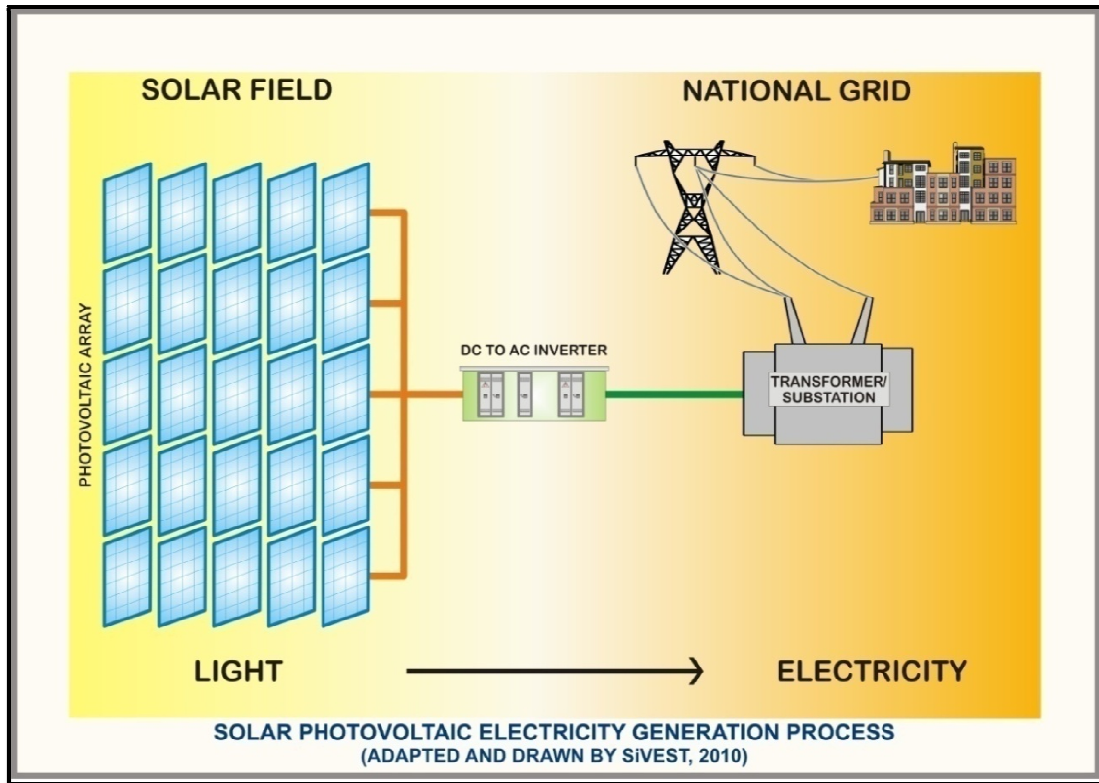 SOLAR FIELD
NATIONAL GRID
PHOTOVOLTAIC ARRAY
DC TO AC INVERTER
TRANSFORMER/
SUBSTATION
LIGHT
ELECTRICITY
SOLAR PHOTOVOLTAIC ELECTRICITY GENERATION PROCESS
(ADAPTED AND DRAWN BY SiVEST, 2010)